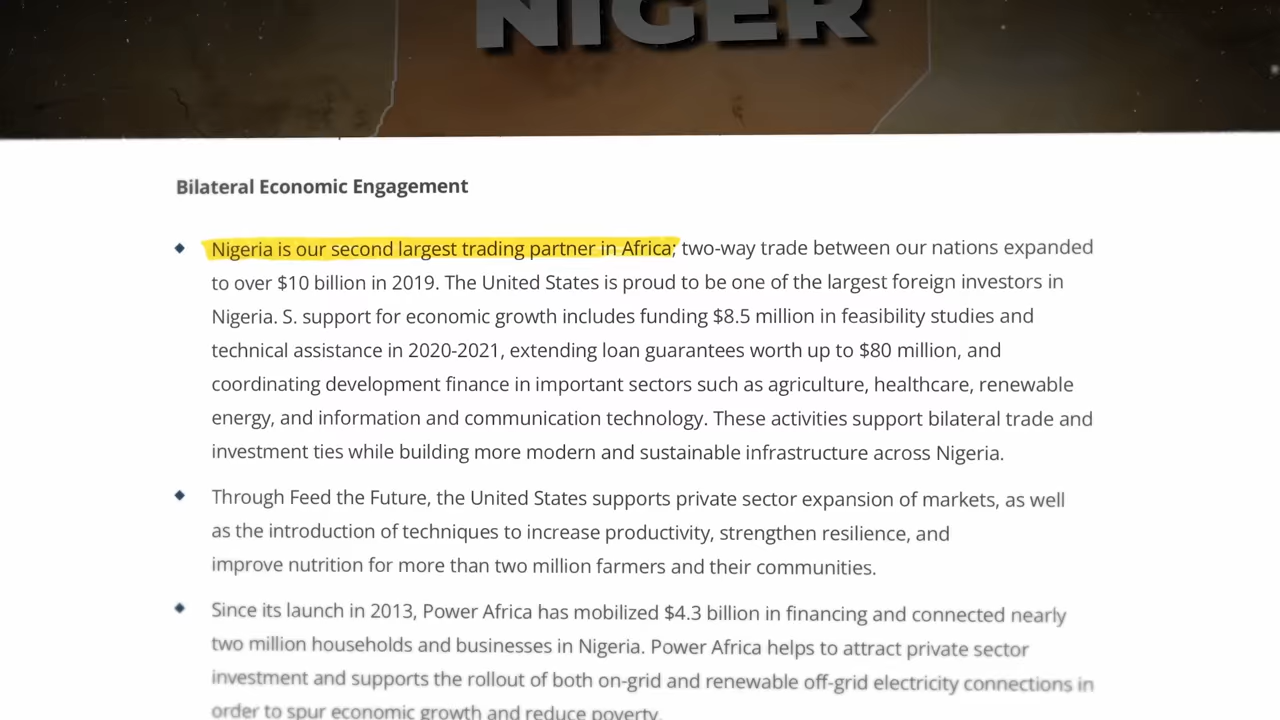 NIGER
Bilateral Economic Engagement
Nigeria is our second largest trading partner in Africa; two-way trade between our nations expanded
to over $10 billion in 2019. The United States is proud to be one of the largest foreign investors in
Nigeria. S. support for economic growth includes funding $8.5 million in feasibility studies and
technical assistance in 2020-2021, extending loan guarantees worth up to $80 million, and
coordinating development finance in important sectors such as agriculture, healthcare, renewable
energy, and information and communication technology. These activities support bilateral trade and
investment ties while building more modern and sustainable infrastructure across Nigeria.
Through Feed the Future, the United States supports private sector expansion of markets, as well
as the introduction of techniques to increase productivity, strengthen resilience, and
improve nutrition for more than two million farmers and their communities.
Since its launch in 2013, Power Africa has mobilized $4.3 billion in financing and connected nearly
two million households and businesses in Nigeria. Power Africa helps to attract private sector
investment and supports the rollout of both on-grid and renewable off-grid electricity connections in
order to spur economic growth and reduce poverty.